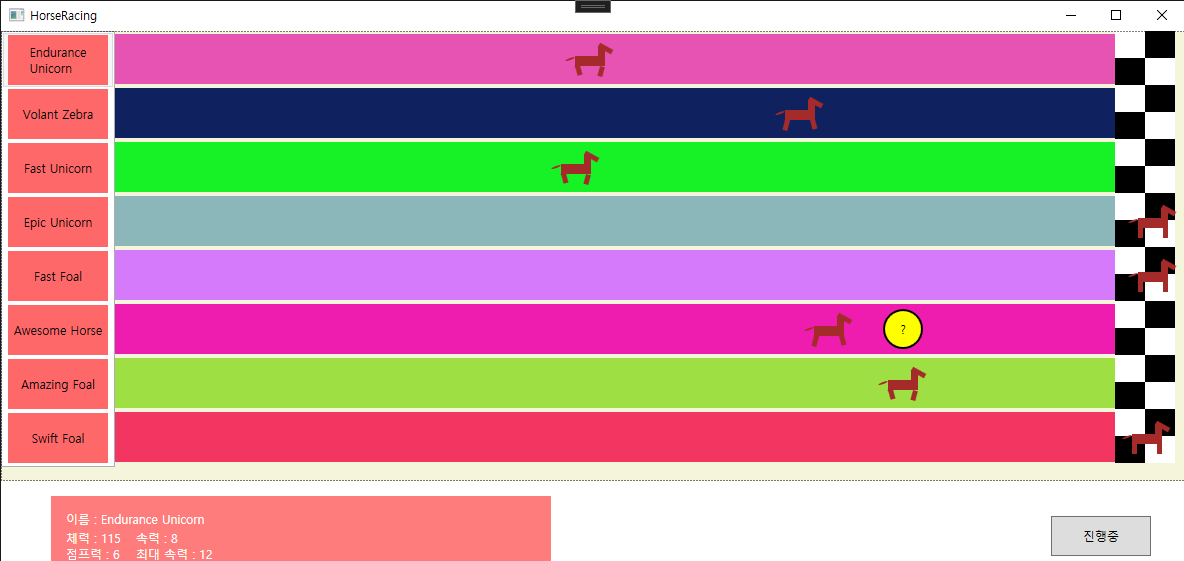 HorseRacing
Endurance
Unicorn
Volant Zebra
Fast Unicorn
Epic Unicorn
Fast Foal
Awesome Horse
?
Amazing Foal
Swift Foal
이름 : Endurance Unicorn
체력 : 115 속력 : 8
점프력 : 6 최대 속력 : 12
진행중